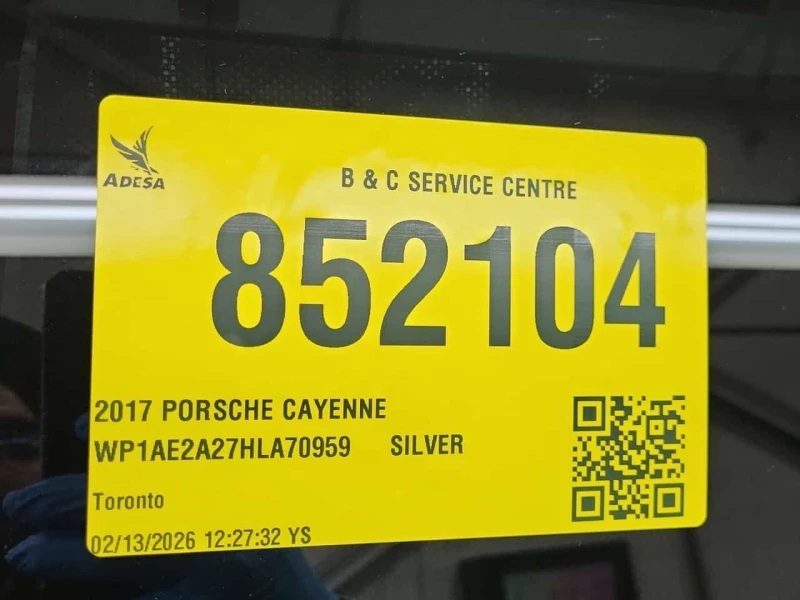 ADESA
B & C SERVICE CENTRE
852104
2017 PORSCHE CAYENNE
WP1AE2A27HLA70959 SILVER
Toronto
02/13/2026 12:27:32 YS